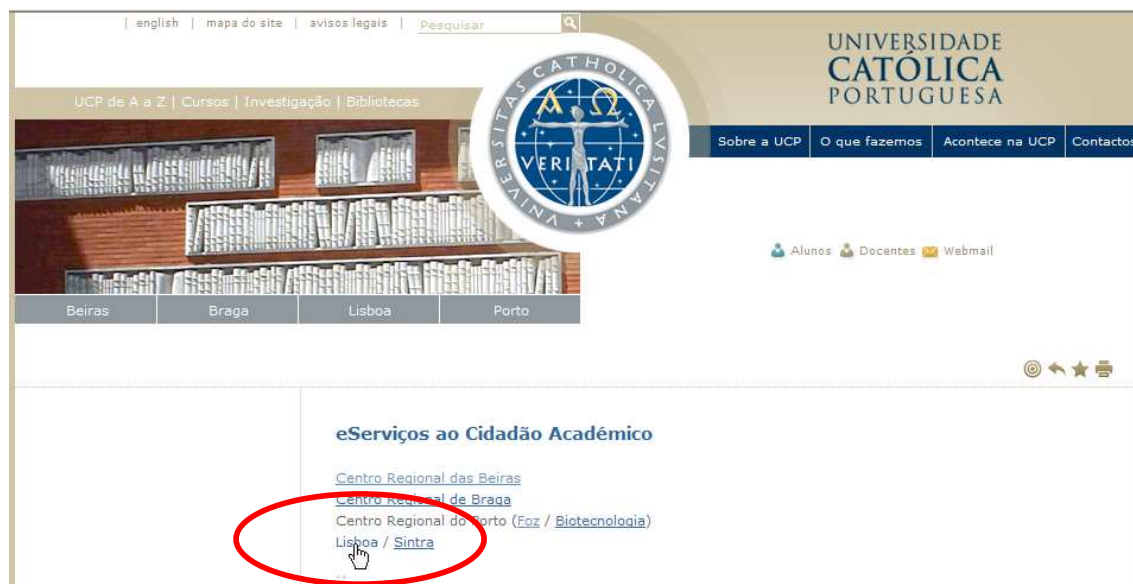 | english | mapa do site | avisos legais | Pesquisar
UNIVERSIDADE
CATÓLICA
PORTUGUESA
UCP de A a Z | Cursos | Investigação | Bibliotecas
UNIVERSITAS CATHOLICA LVSITANA
Α Ω
VERITATI
Sobre a UCP
O que fazemos
Acontece na UCP
Contactos
Alunos Docentes Webmail
Beiras
Braga
Lisboa
Porto
eServiços ao Cidadão Académico
Centro Regional das Beiras
Centro Regional de Braga
Centro Regional do Porto (Foz / Biotecnologia)
Lisboa / Sintra